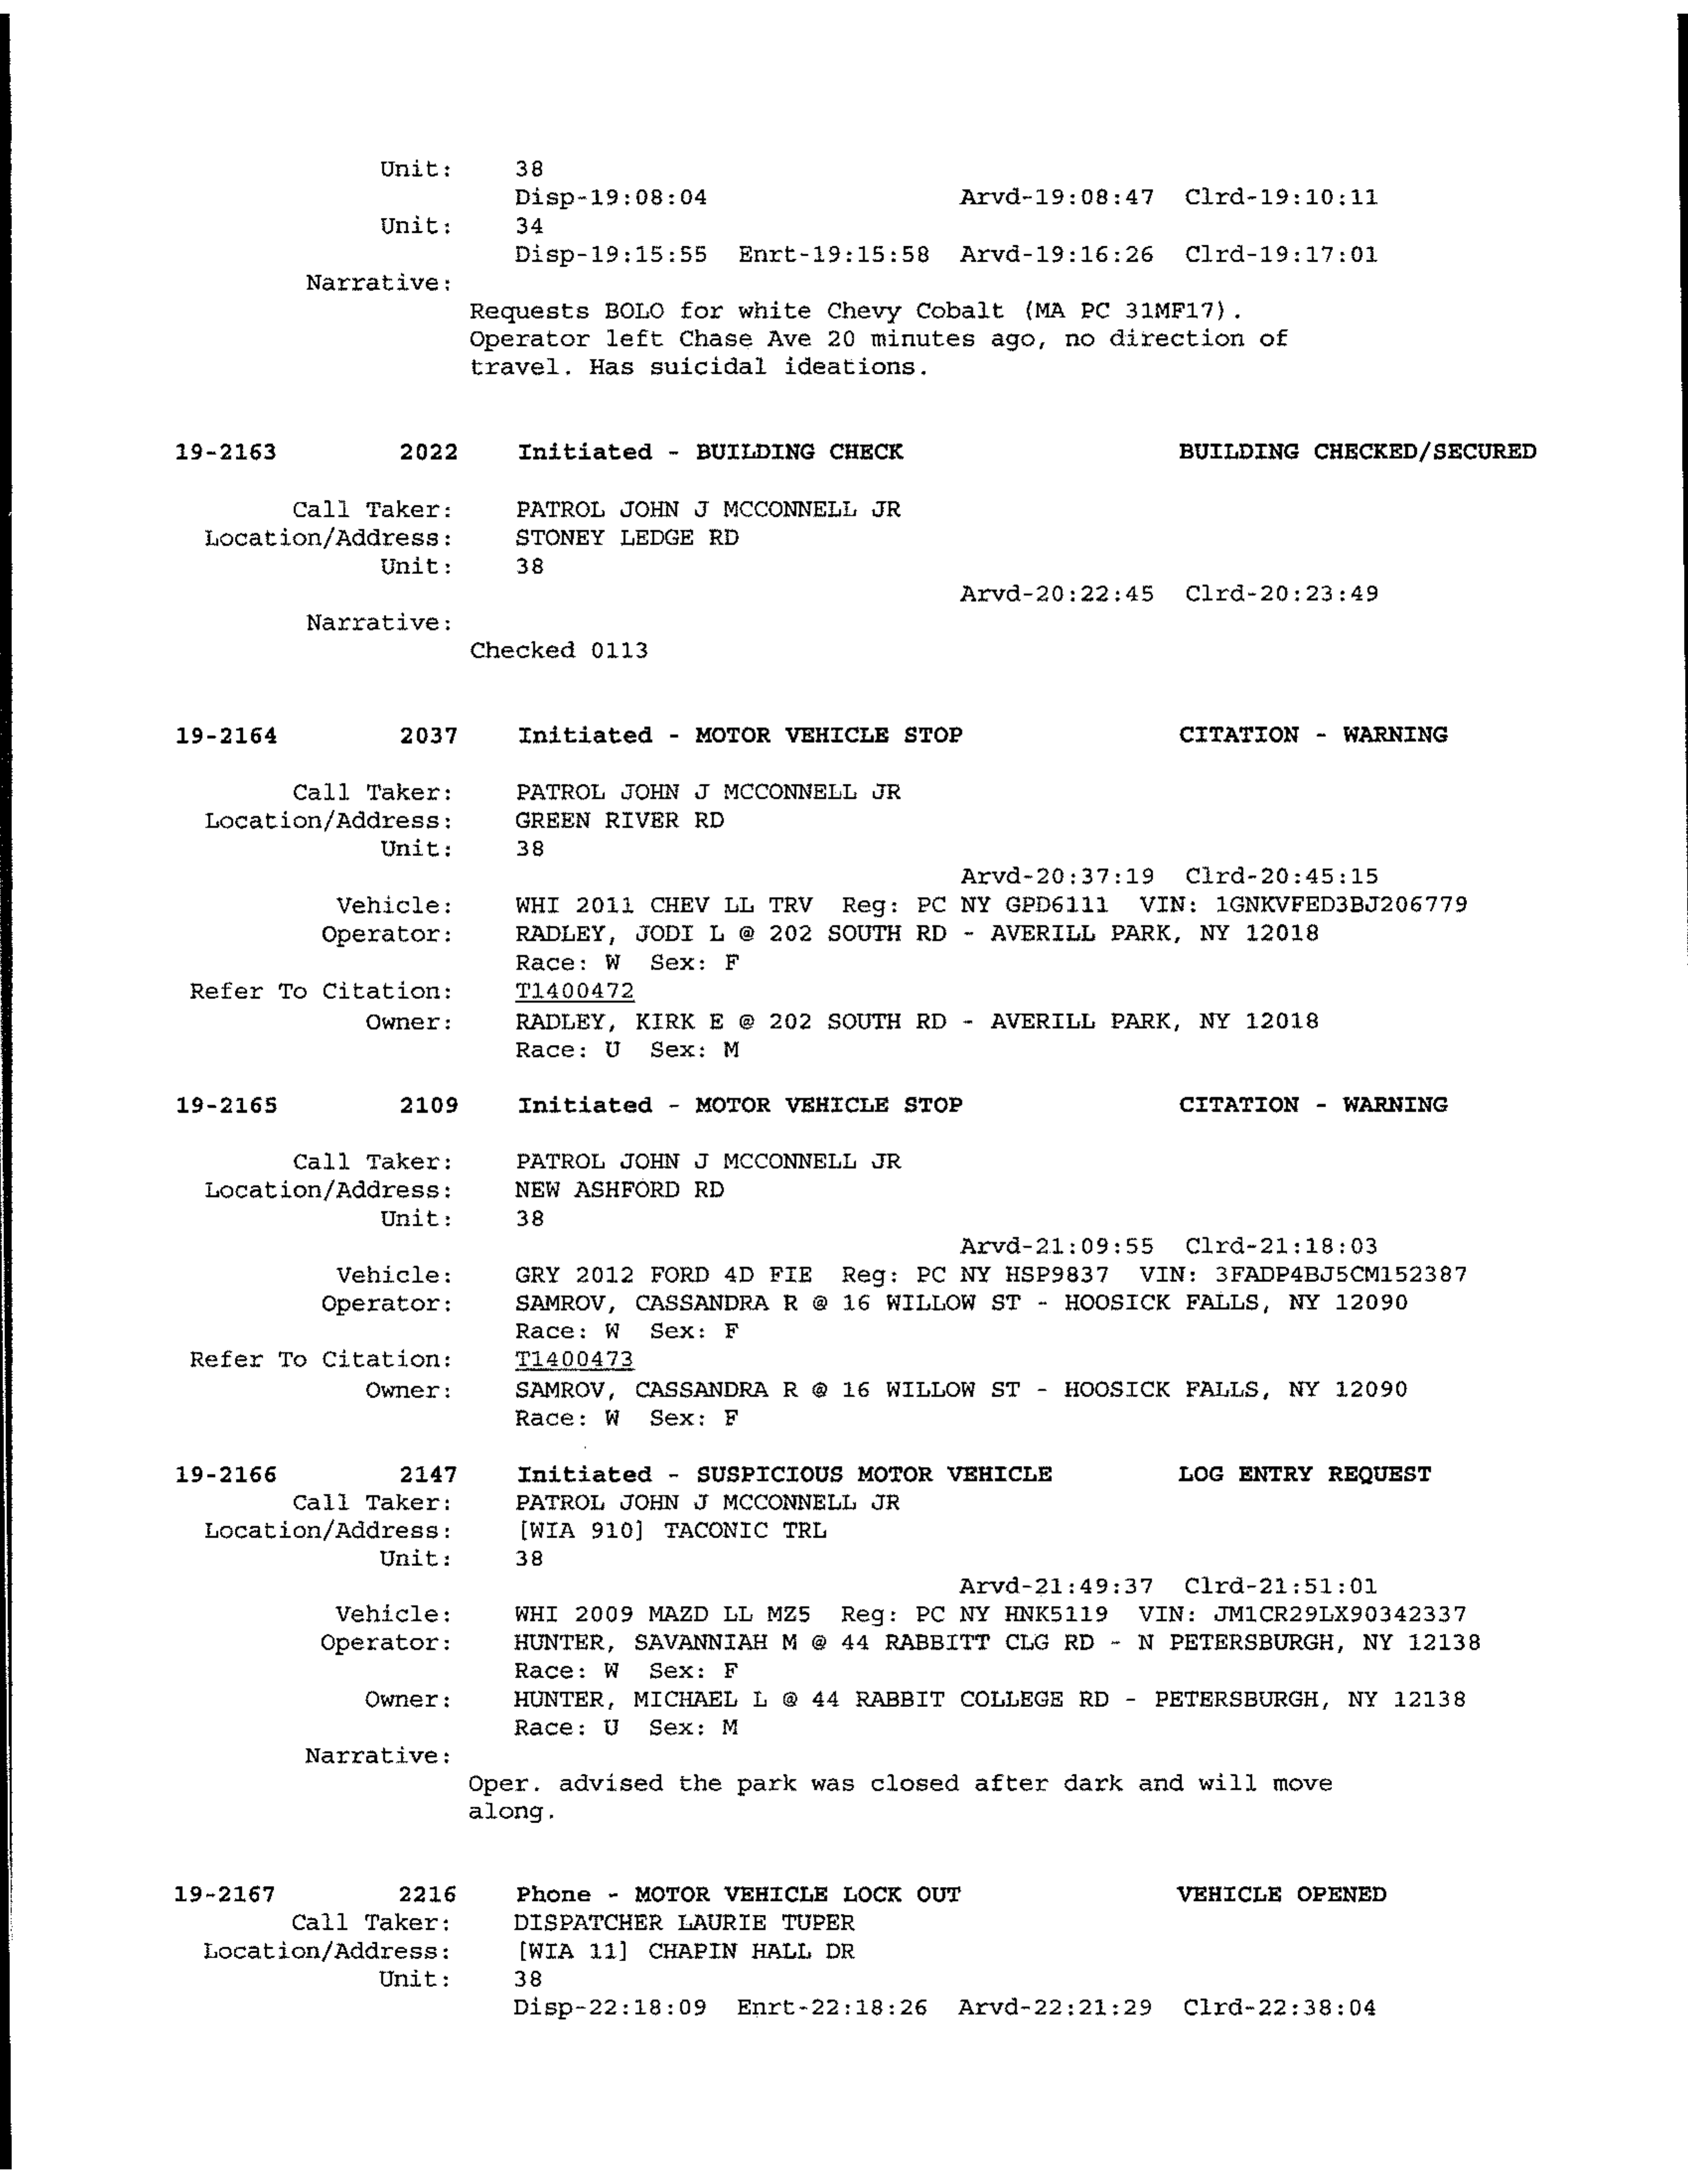 Unit: 38
Disp-19:08:04 Arvd-19:08:47 Clrd-19:10:11
Unit: 34
Disp-19:15:55 Enrt-19:15:58 Arvd-19:16:26 Clrd-19:17:01
Narrative:
Requests BOLO for white Chevy Cobalt (MA PC 31MF17).
Operator left Chase Ave 20 minutes ago, no direction of
travel. Has suicidal ideations.
19-2163 2022 Initiated - BUILDING CHECK BUILDING CHECKED/SECURED
Call Taker: PATROL JOHN J MCCONNELL JR
Location/Address: STONEY LEDGE RD
Unit: 38
Arvd-20:22:45 Clrd-20:23:49
Narrative:
Checked 0113
19-2164 2037 Initiated - MOTOR VEHICLE STOP CITATION - WARNING
Call Taker: PATROL JOHN J MCCONNELL JR
Location/Address: GREEN RIVER RD
Unit: 38
Arvd-20:37:19 Clrd-20:45:15
Vehicle: WHI 2011 CHEV LL TRV Reg: PC NY GPD6111 VIN: 1GNKVFED3BJ206779
Operator: RADLEY, JODI L @ 202 SOUTH RD - AVERILL PARK, NY 12018
Race: W Sex: F
Refer To Citation: T1400472
Owner: RADLEY, KIRK E @ 202 SOUTH RD - AVERILL PARK, NY 12018
Race: U Sex: M
19-2165 2109 Initiated - MOTOR VEHICLE STOP CITATION - WARNING
Call Taker: PATROL JOHN J MCCONNELL JR
Location/Address: NEW ASHFORD RD
Unit: 38
Arvd-21:09:55 Clrd-21:18:03
Vehicle: GRY 2012 FORD 4D FIE Reg: PC NY HSP9837 VIN: 3FADP4BJ5CM152387
Operator: SAMROV, CASSANDRA R @ 16 WILLOW ST - HOOSICK FALLS, NY 12090
Race: W Sex: F
Refer To Citation: T1400473
Owner: SAMROV, CASSANDRA R @ 16 WILLOW ST - HOOSICK FALLS, NY 12090
Race: W Sex: F
19-2166 2147 Initiated - SUSPICIOUS MOTOR VEHICLE LOG ENTRY REQUEST
Call Taker: PATROL JOHN J MCCONNELL JR
Location/Address: [WIA 910] TACONIC TRL
Unit: 38
Arvd-21:49:37 Clrd-21:51:01
Vehicle: WHI 2009 MAZD LL MZ5 Reg: PC NY HNK5119 VIN: JM1CR29LX90342337
Operator: HUNTER, SAVANNIAH M @ 44 RABBITT CLG RD - N PETERSBURGH, NY 12138
Race: W Sex: F
Owner: HUNTER, MICHAEL L @ 44 RABBIT COLLEGE RD - PETERSBURGH, NY 12138
Race: U Sex: M
Narrative:
Oper. advised the park was closed after dark and will move
along.
19-2167 2216 Phone - MOTOR VEHICLE LOCK OUT VEHICLE OPENED
Call Taker: DISPATCHER LAURIE TUPER
Location/Address: [WIA 11] CHAPIN HALL DR
Unit: 38
Disp-22:18:09 Enrt-22:18:26 Arvd-22:21:29 Clrd-22:38:04